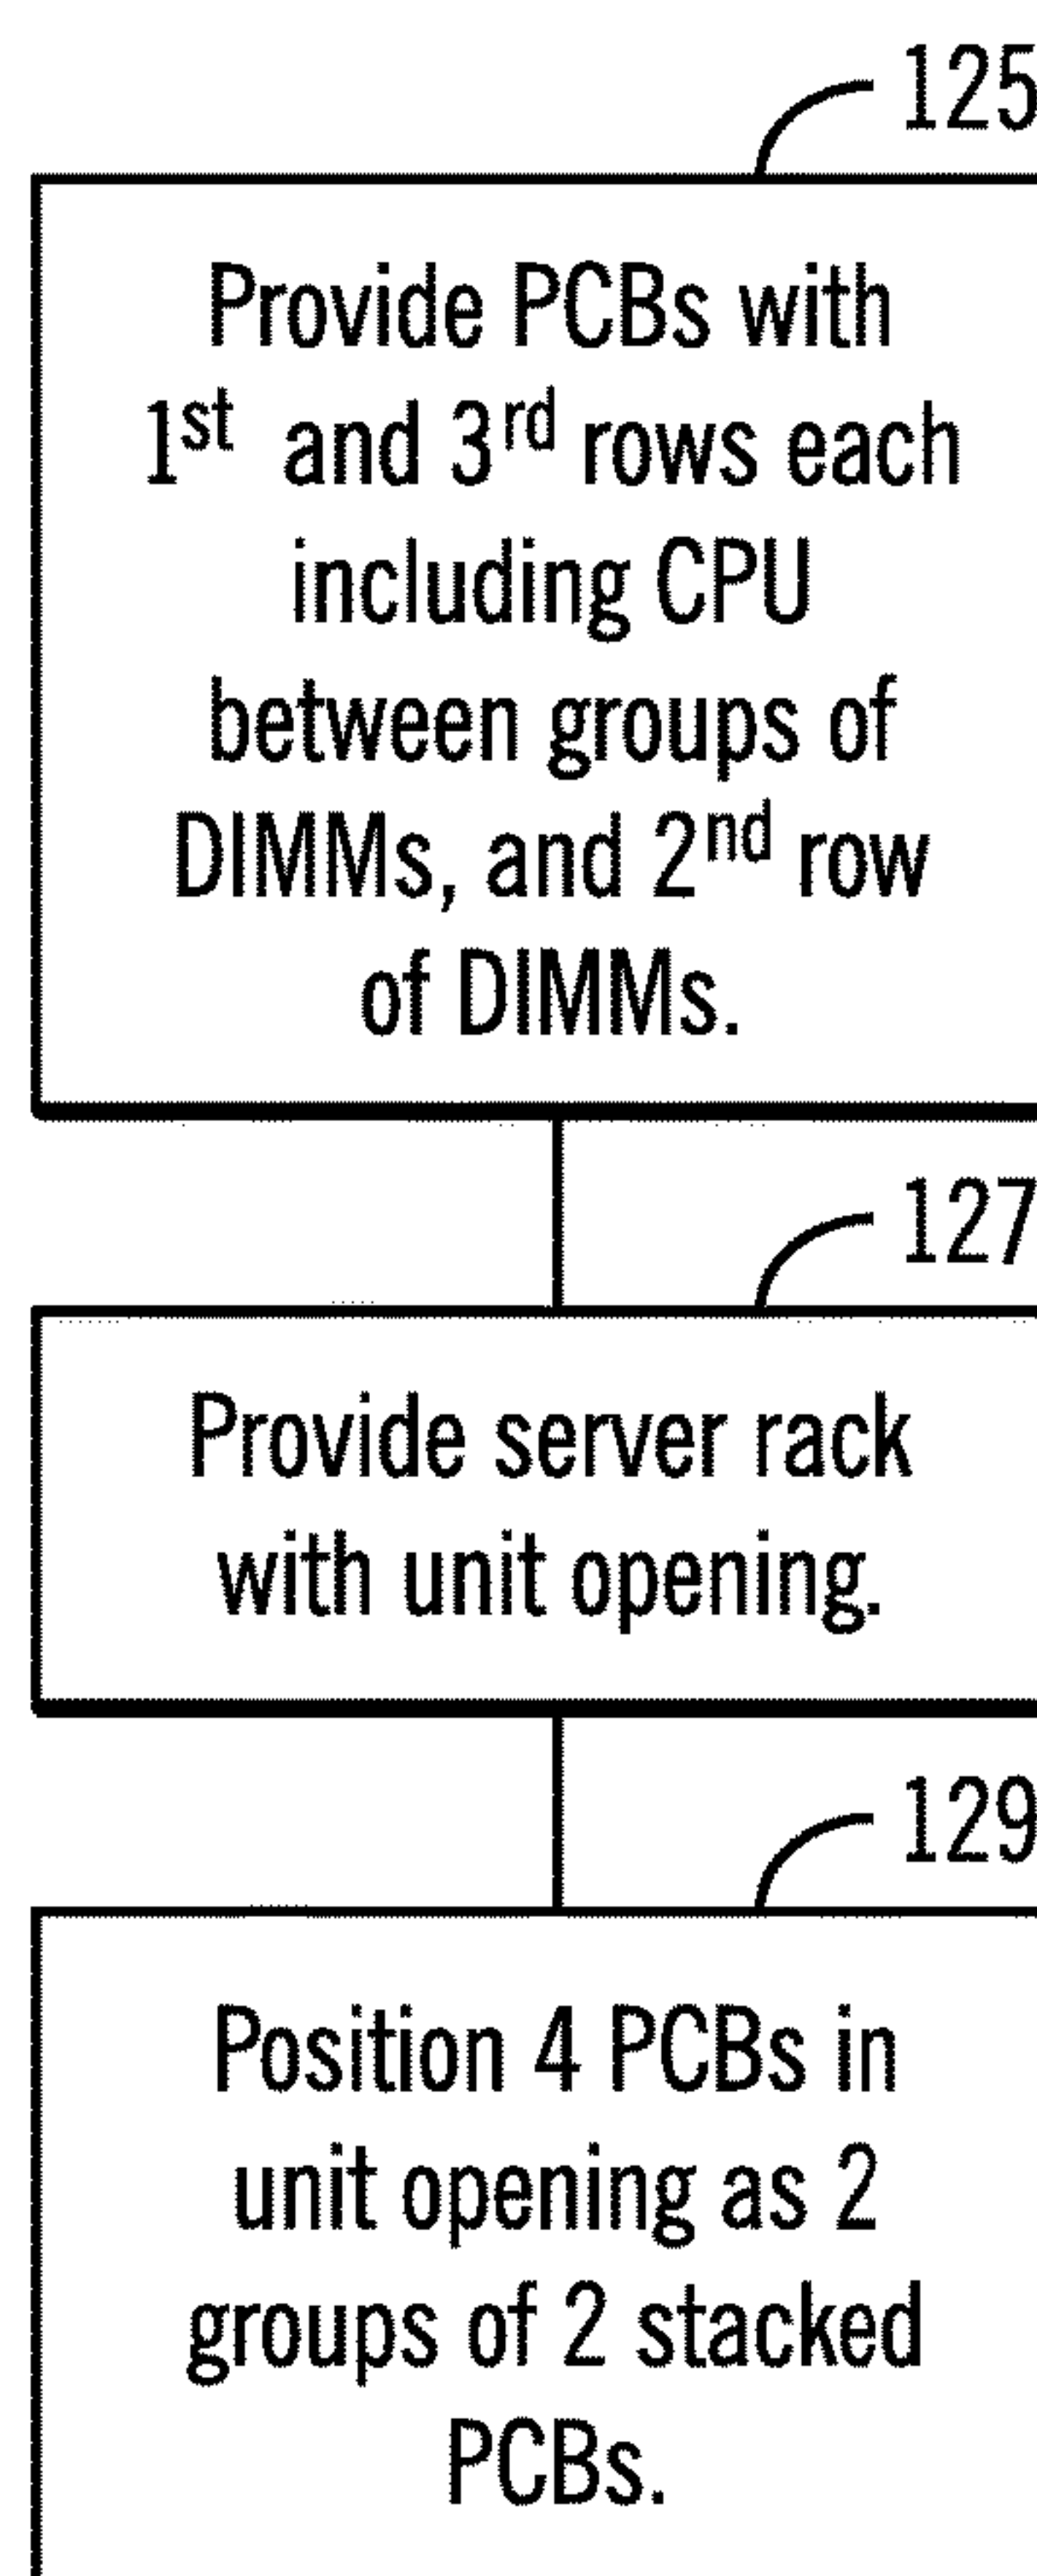 125
Provide PCBs with
1st and 3rd rows each
including CPU
between groups of
DIMMs, and 2nd row
of DIMMs.
127
Provide server rack
with unit opening.
129
Position 4 PCBs in
unit opening as 2
groups of 2 stacked
PCBs.